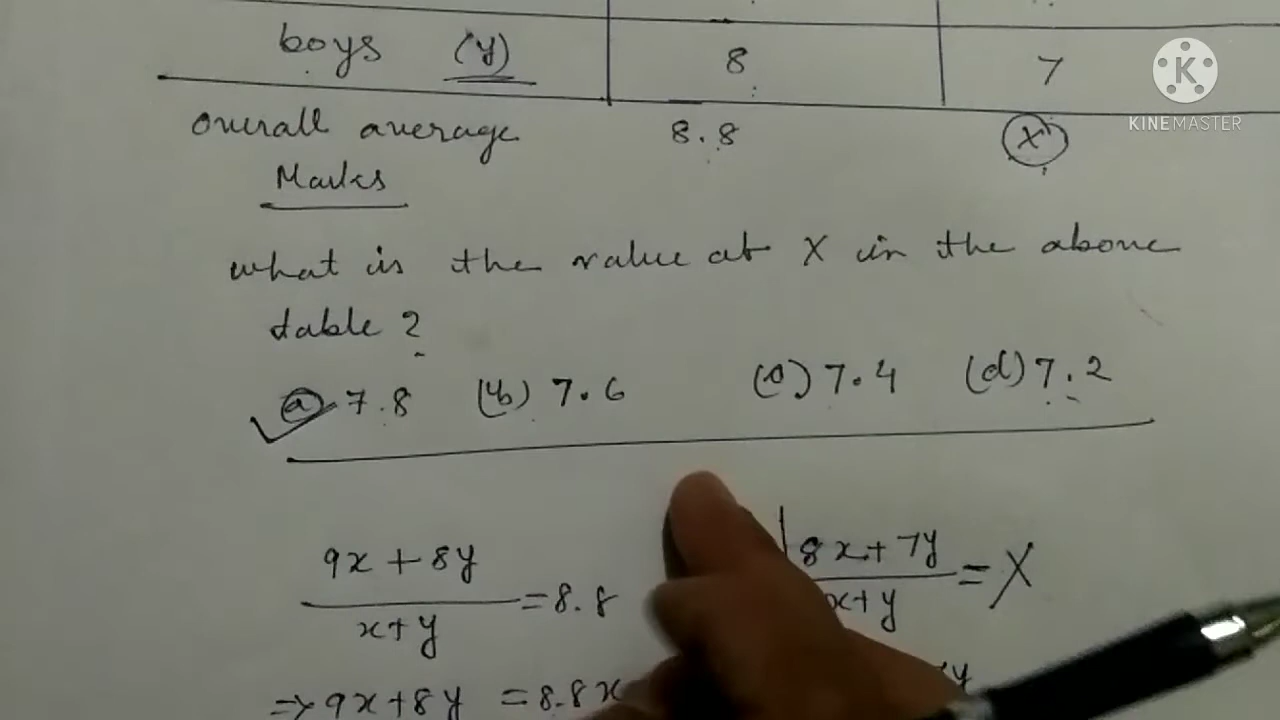 boys (y) 8 7
K
KINEMASTER
overall average 8.8 X
Marks
what is the value at X in the above
table ?
(a) 7.8 (b) 7.6 (c) 7.4 (d) 7.2
9x + 8y / x+y = 8.8
8x + 7y / x+y = X
=> 9x + 8y = 8.8x
y